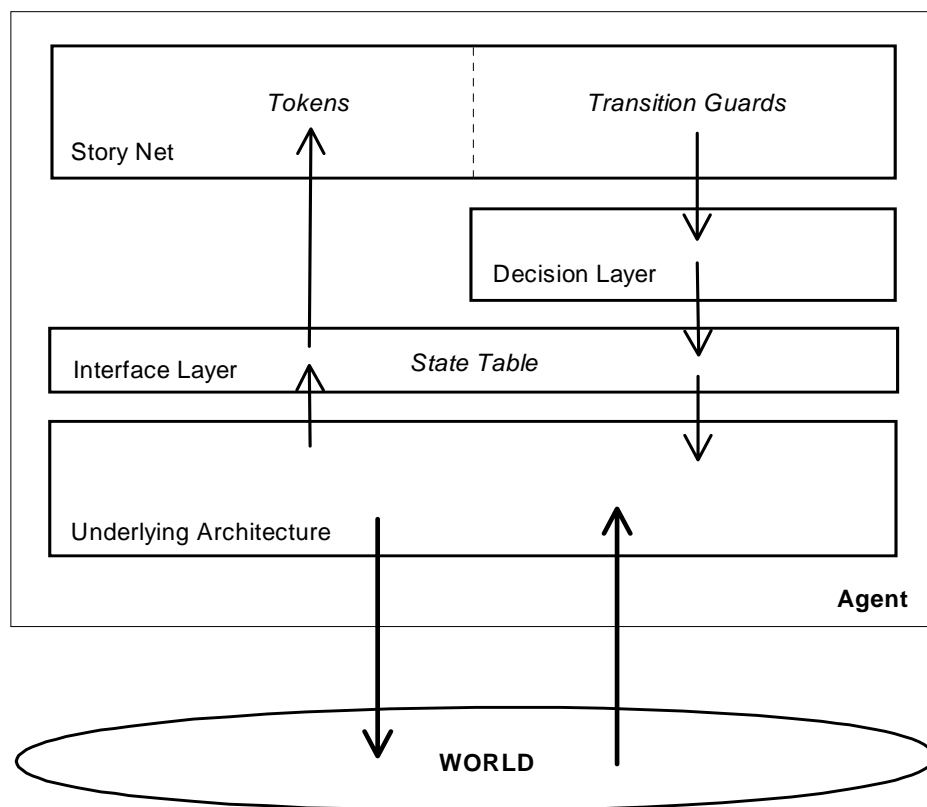 Tokens
Transition Guards
Story Net
Decision Layer
Interface Layer
State Table
Underlying Architecture
Agent
WORLD